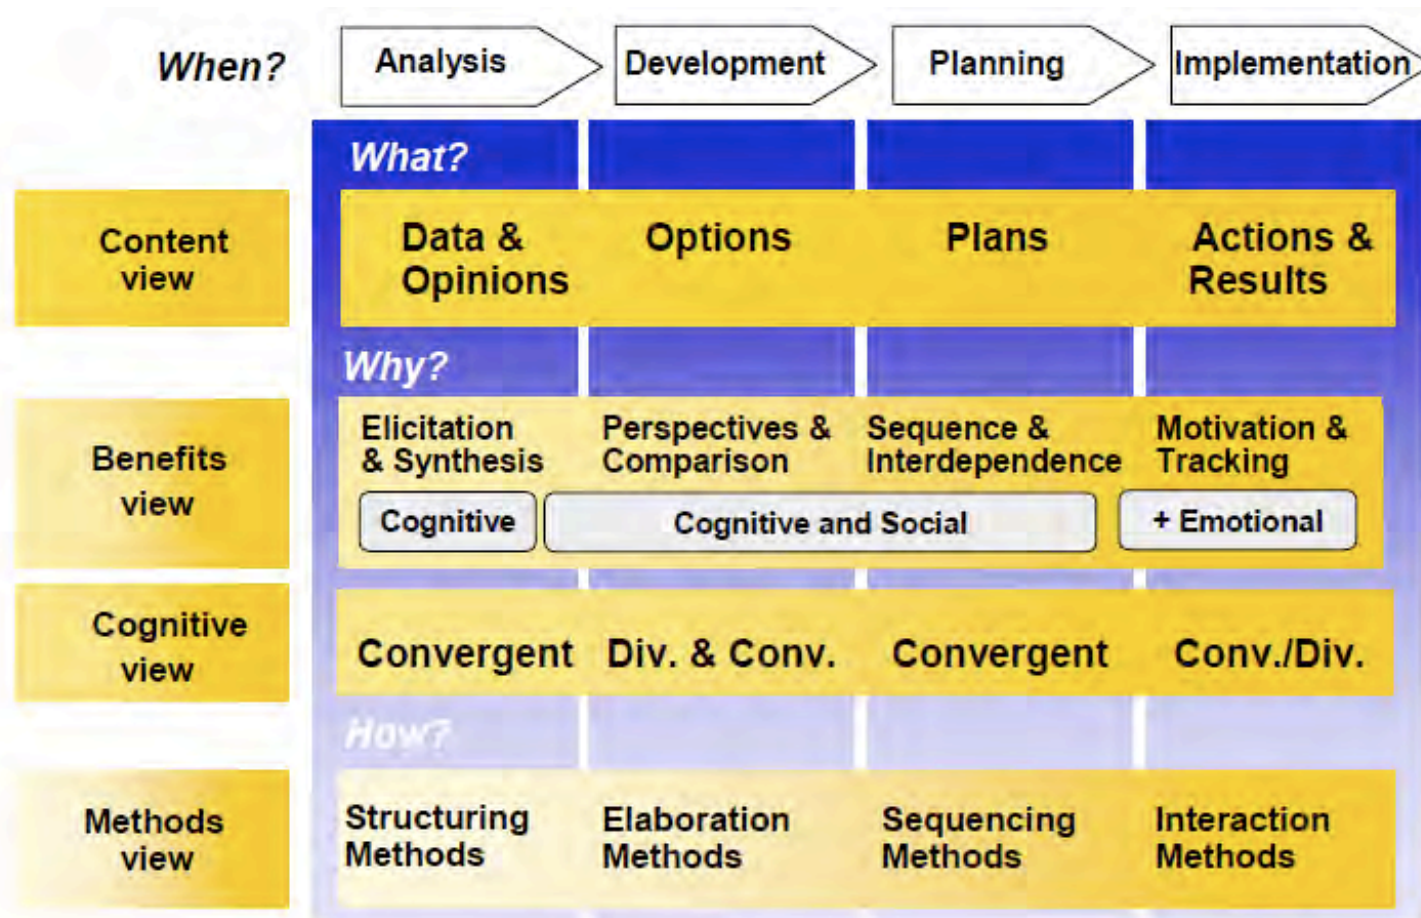 When?
Analysis
Development
Planning
Implementation
What?
Content
view
Data &
Opinions
Options
Plans
Actions &
Results
Why?
Benefits
view
Elicitation
& Synthesis
Perspectives &
Comparison
Sequence &
Interdependence
Motivation &
Tracking
Cognitive
Cognitive and Social
+ Emotional
Cognitive
view
Convergent
Div. & Conv.
Convergent
Conv./Div.
How?
Methods
view
Structuring
Methods
Elaboration
Methods
Sequencing
Methods
Interaction
Methods